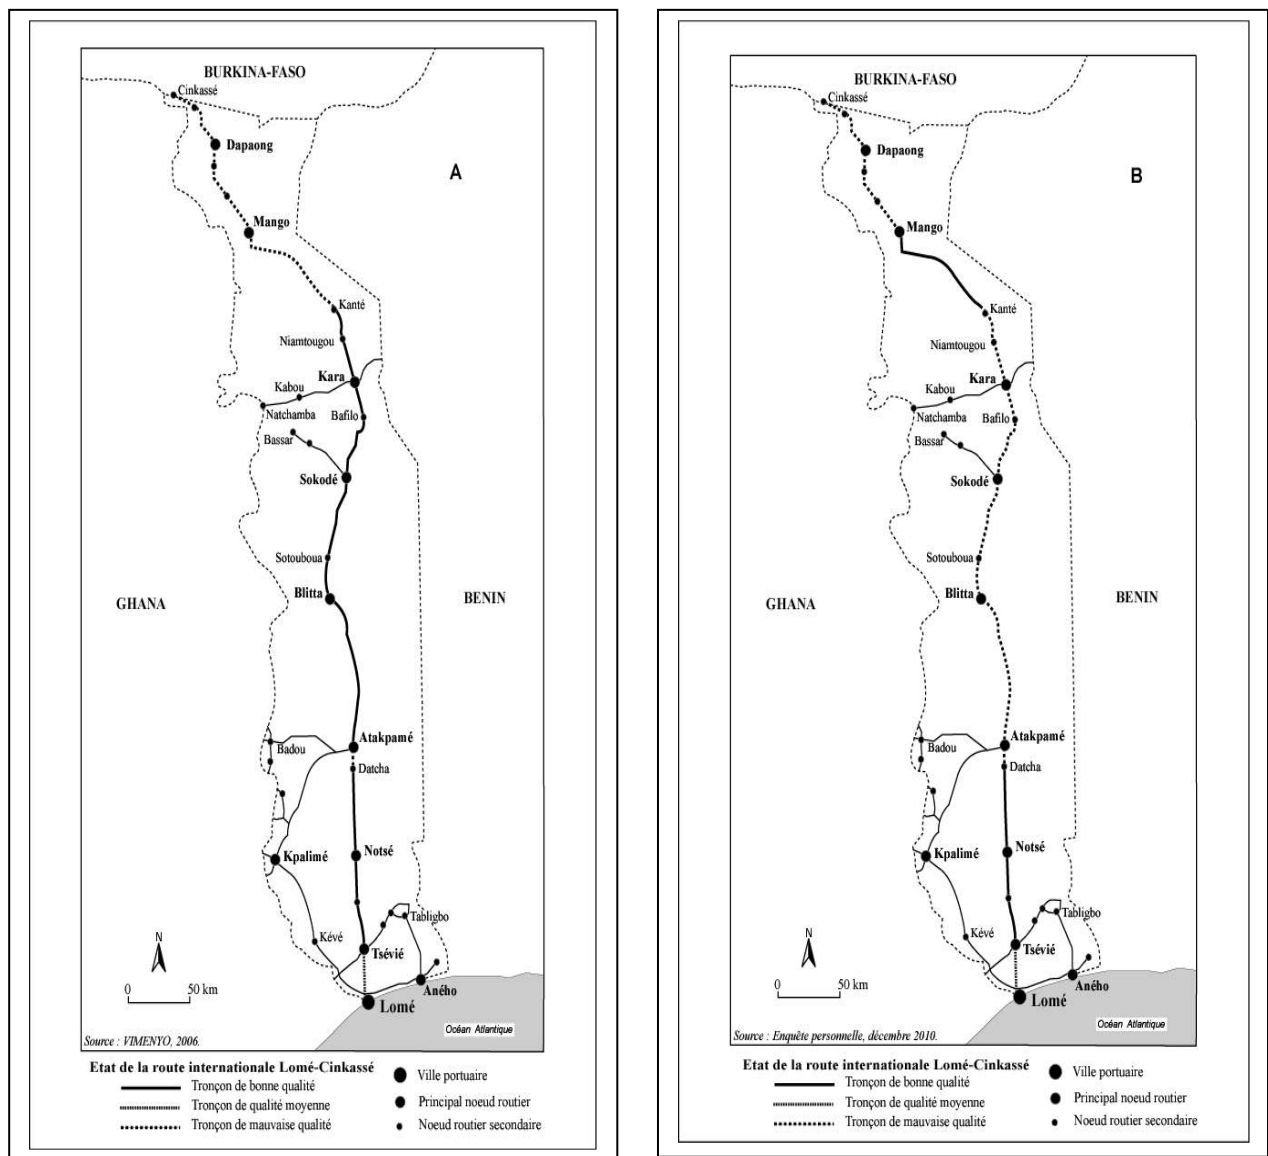 BURKINA-FASO
Cinkassé
Dapaong
A
Mango
Kanté
Niamtougou
Kara
Kabou
Natchamba
Bafilo
Bassar
Sokodé
Sotouboua
Blitta
GHANA
BENIN
Atakpamé
Badou
Datcha
Notsé
Kpalimé
Tabligbo
Kévé
Tsévié
N
Aného
0 50 km
Lomé
Océan Atlantique
Source : VIMENYO, 2006.
Etat de la route internationale Lomé-Cinkassé
Tronçon de bonne qualité
Tronçon de qualité moyenne
Tronçon de mauvaise qualité
Ville portuaire
Principal noeud routier
Noeud routier secondaire
BURKINA-FASO
Cinkassé
Dapaong
B
Mango
Kanté
Niamtougou
Kara
Kabou
Natchamba
Bafilo
Bassar
Sokodé
Sotouboua
Blitta
GHANA
BENIN
Atakpamé
Badou
Datcha
Notsé
Kpalimé
Tabligbo
Kévé
Tsévié
N
Aného
0 50 km
Lomé
Océan Atlantique
Source : Enquête personnelle, décembre 2010.
Etat de la route internationale Lomé-Cinkassé
Tronçon de bonne qualité
Tronçon de qualité moyenne
Tronçon de mauvaise qualité
Ville portuaire
Principal noeud routier
Noeud routier secondaire